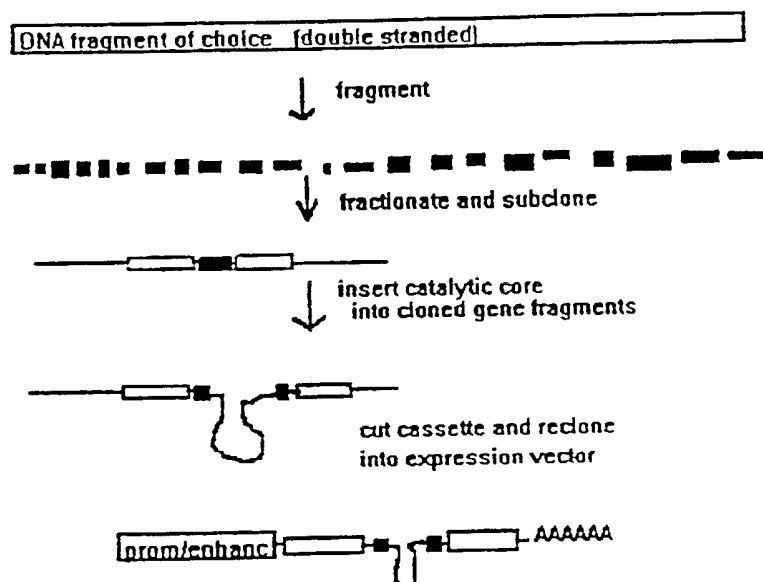 DNA fragment of choice (double stranded)
fragment
fractionate and subclone
insert catalytic core
into cloned gene fragments
cut cassette and reclone
into expression vector
prom/enhanc
AAAAAA